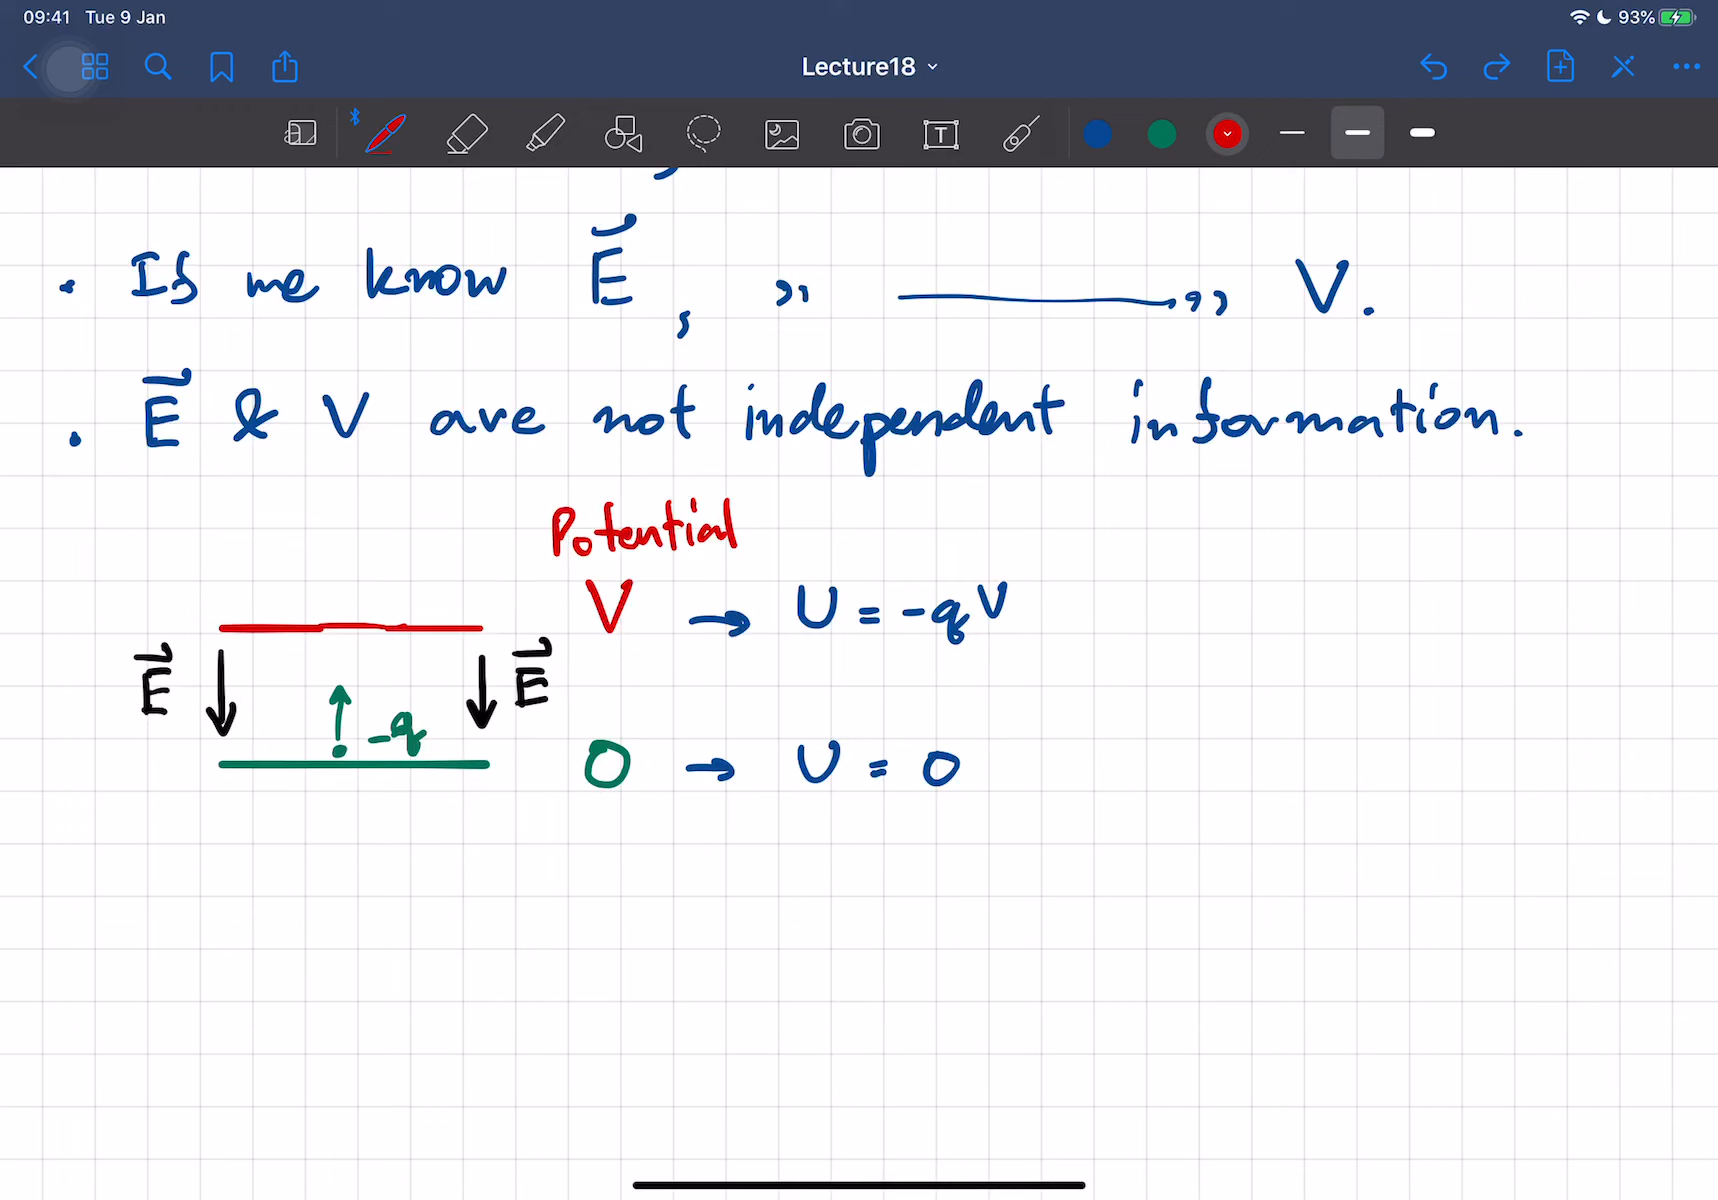 09:41 Tue 9 Jan 93%
Lecture18
T
. If we know E⃗, ,, ——— ,, V.
. E⃗ & V are not independent information.
Potential
V → U = -qV
E⃗ E⃗
-q
0 → U = 0